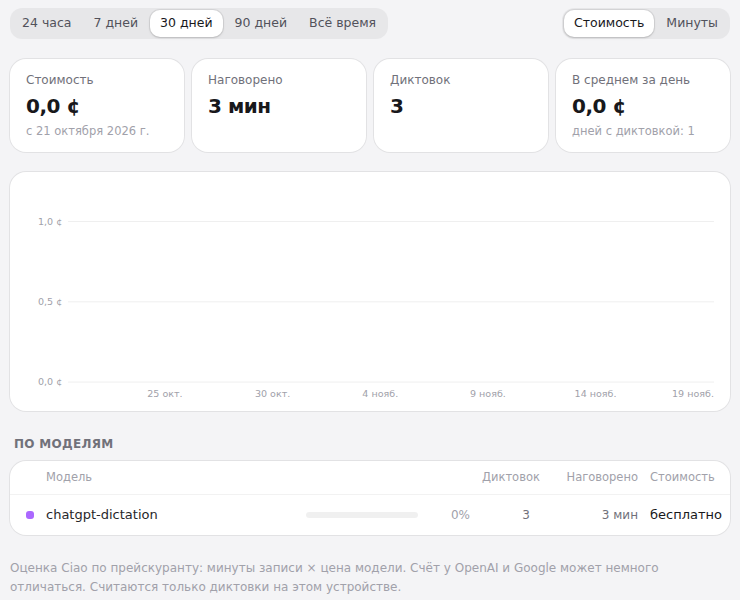 24 часа 7 дней 30 дней 90 дней Всё время Стоимость Минуты
Стоимость
0,0 ¢
с 21 октября 2026 г.
Наговорено
3 мин
Диктовок
3
В среднем за день
0,0 ¢
дней с диктовкой: 1
1,0 ¢
0,5 ¢
0,0 ¢
25 окт. 30 окт. 4 нояб. 9 нояб. 14 нояб. 19 нояб.
ПО МОДЕЛЯМ
Модель Диктовок Наговорено Стоимость
chatgpt-dictation 0% 3 3 мин бесплатно
Оценка Ciao по прейскуранту: минуты записи × цена модели. Счёт у OpenAI и Google может немного
отличаться. Считаются только диктовки на этом устройстве.